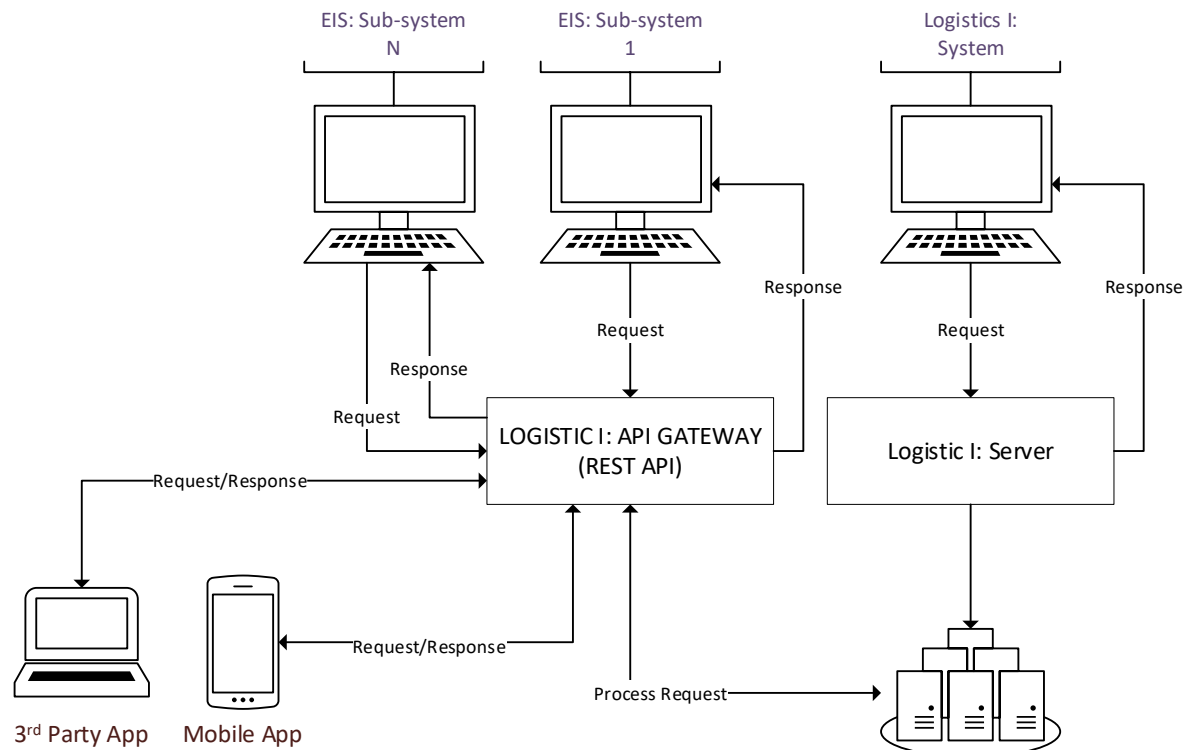 EIS: Sub-system
N
EIS: Sub-system
1
Logistics I:
System
Response
Response
Request
Request
Response
Request
LOGISTIC I: API GATEWAY
(REST API)
Logistic I: Server
Request/Response
Request/Response
Process Request
3rd Party App
Mobile App